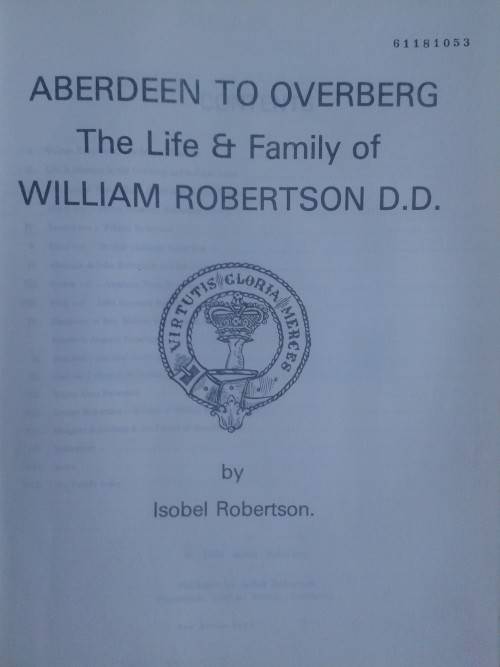 61181053
ABERDEEN TO OVERBERG
The Life & Family of
WILLIAM ROBERTSON D.D.
VIRTUTIS GLORIA MERCES
by
Isobel Robertson.